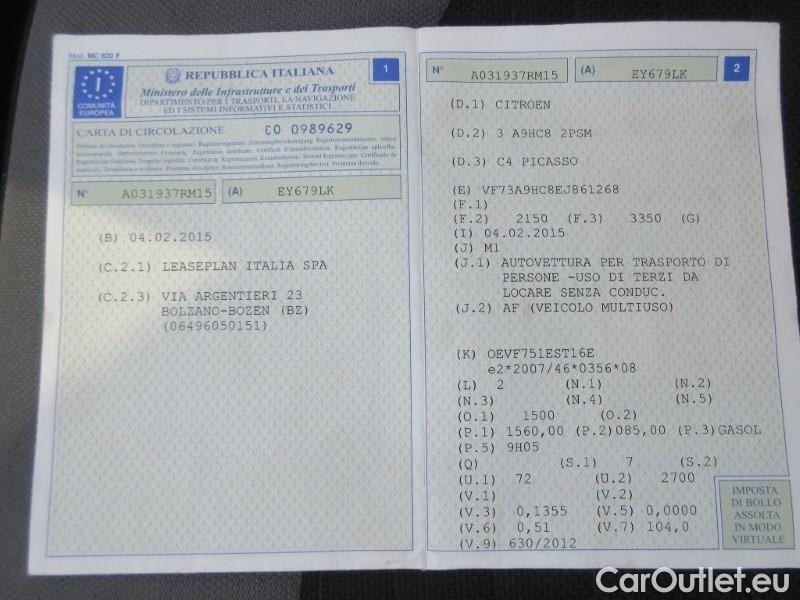 Mod. MC 820 F
REPUBBLICA ITALIANA
1
Ministero delle Infrastrutture e dei Trasporti
DIPARTIMENTO PER I TRASPORTI, LA NAVIGAZIONE
ED I SISTEMI INFORMATIVI E STATISTICI
I
COMUNITÀ
EUROPEA
CARTA DI CIRCOLAZIONE CO 0989629
N° A031937RM15 (A) EY679LK
(B) 04.02.2015
(C.2.1) LEASEPLAN ITALIA SPA
(C.2.3) VIA ARGENTIERI 23
BOLZANO-BOZEN (BZ)
(06496050151)
N° A031937RM15 (A) EY679LK 2
(D.1) CITROEN
(D.2) 3 A9HC8 2PSM
(D.3) C4 PICASSO
(E) VF73A9HC8EJ861268
(F.1)
(F.2) 2150 (F.3) 3350 (G)
(I) 04.02.2015
(J) M1
(J.1) AUTOVETTURA PER TRASPORTO DI
PERSONE -USO DI TERZI DA
LOCARE SENZA CONDUC.
(J.2) AF (VEICOLO MULTIUSO)
(K) OEVF751EST16E
e2*2007/46*0356*08
(L) 2 (N.1) (N.2)
(N.3) (N.4) (N.5)
(O.1) 1500 (O.2)
(P.1) 1560,00 (P.2)085,00 (P.3)GASOL
(P.5) 9H05
(Q) (S.1) 7 (S.2)
(U.1) 72 (U.2) 2700
(V.1) (V.2)
(V.3) 0,1355 (V.5) 0,0000
(V.6) 0,51 (V.7) 104,0
(V.9) 630/2012
IMPOSTA
DI BOLLO
ASSOLTA
IN MODO
VIRTUALE
CarOutlet.eu